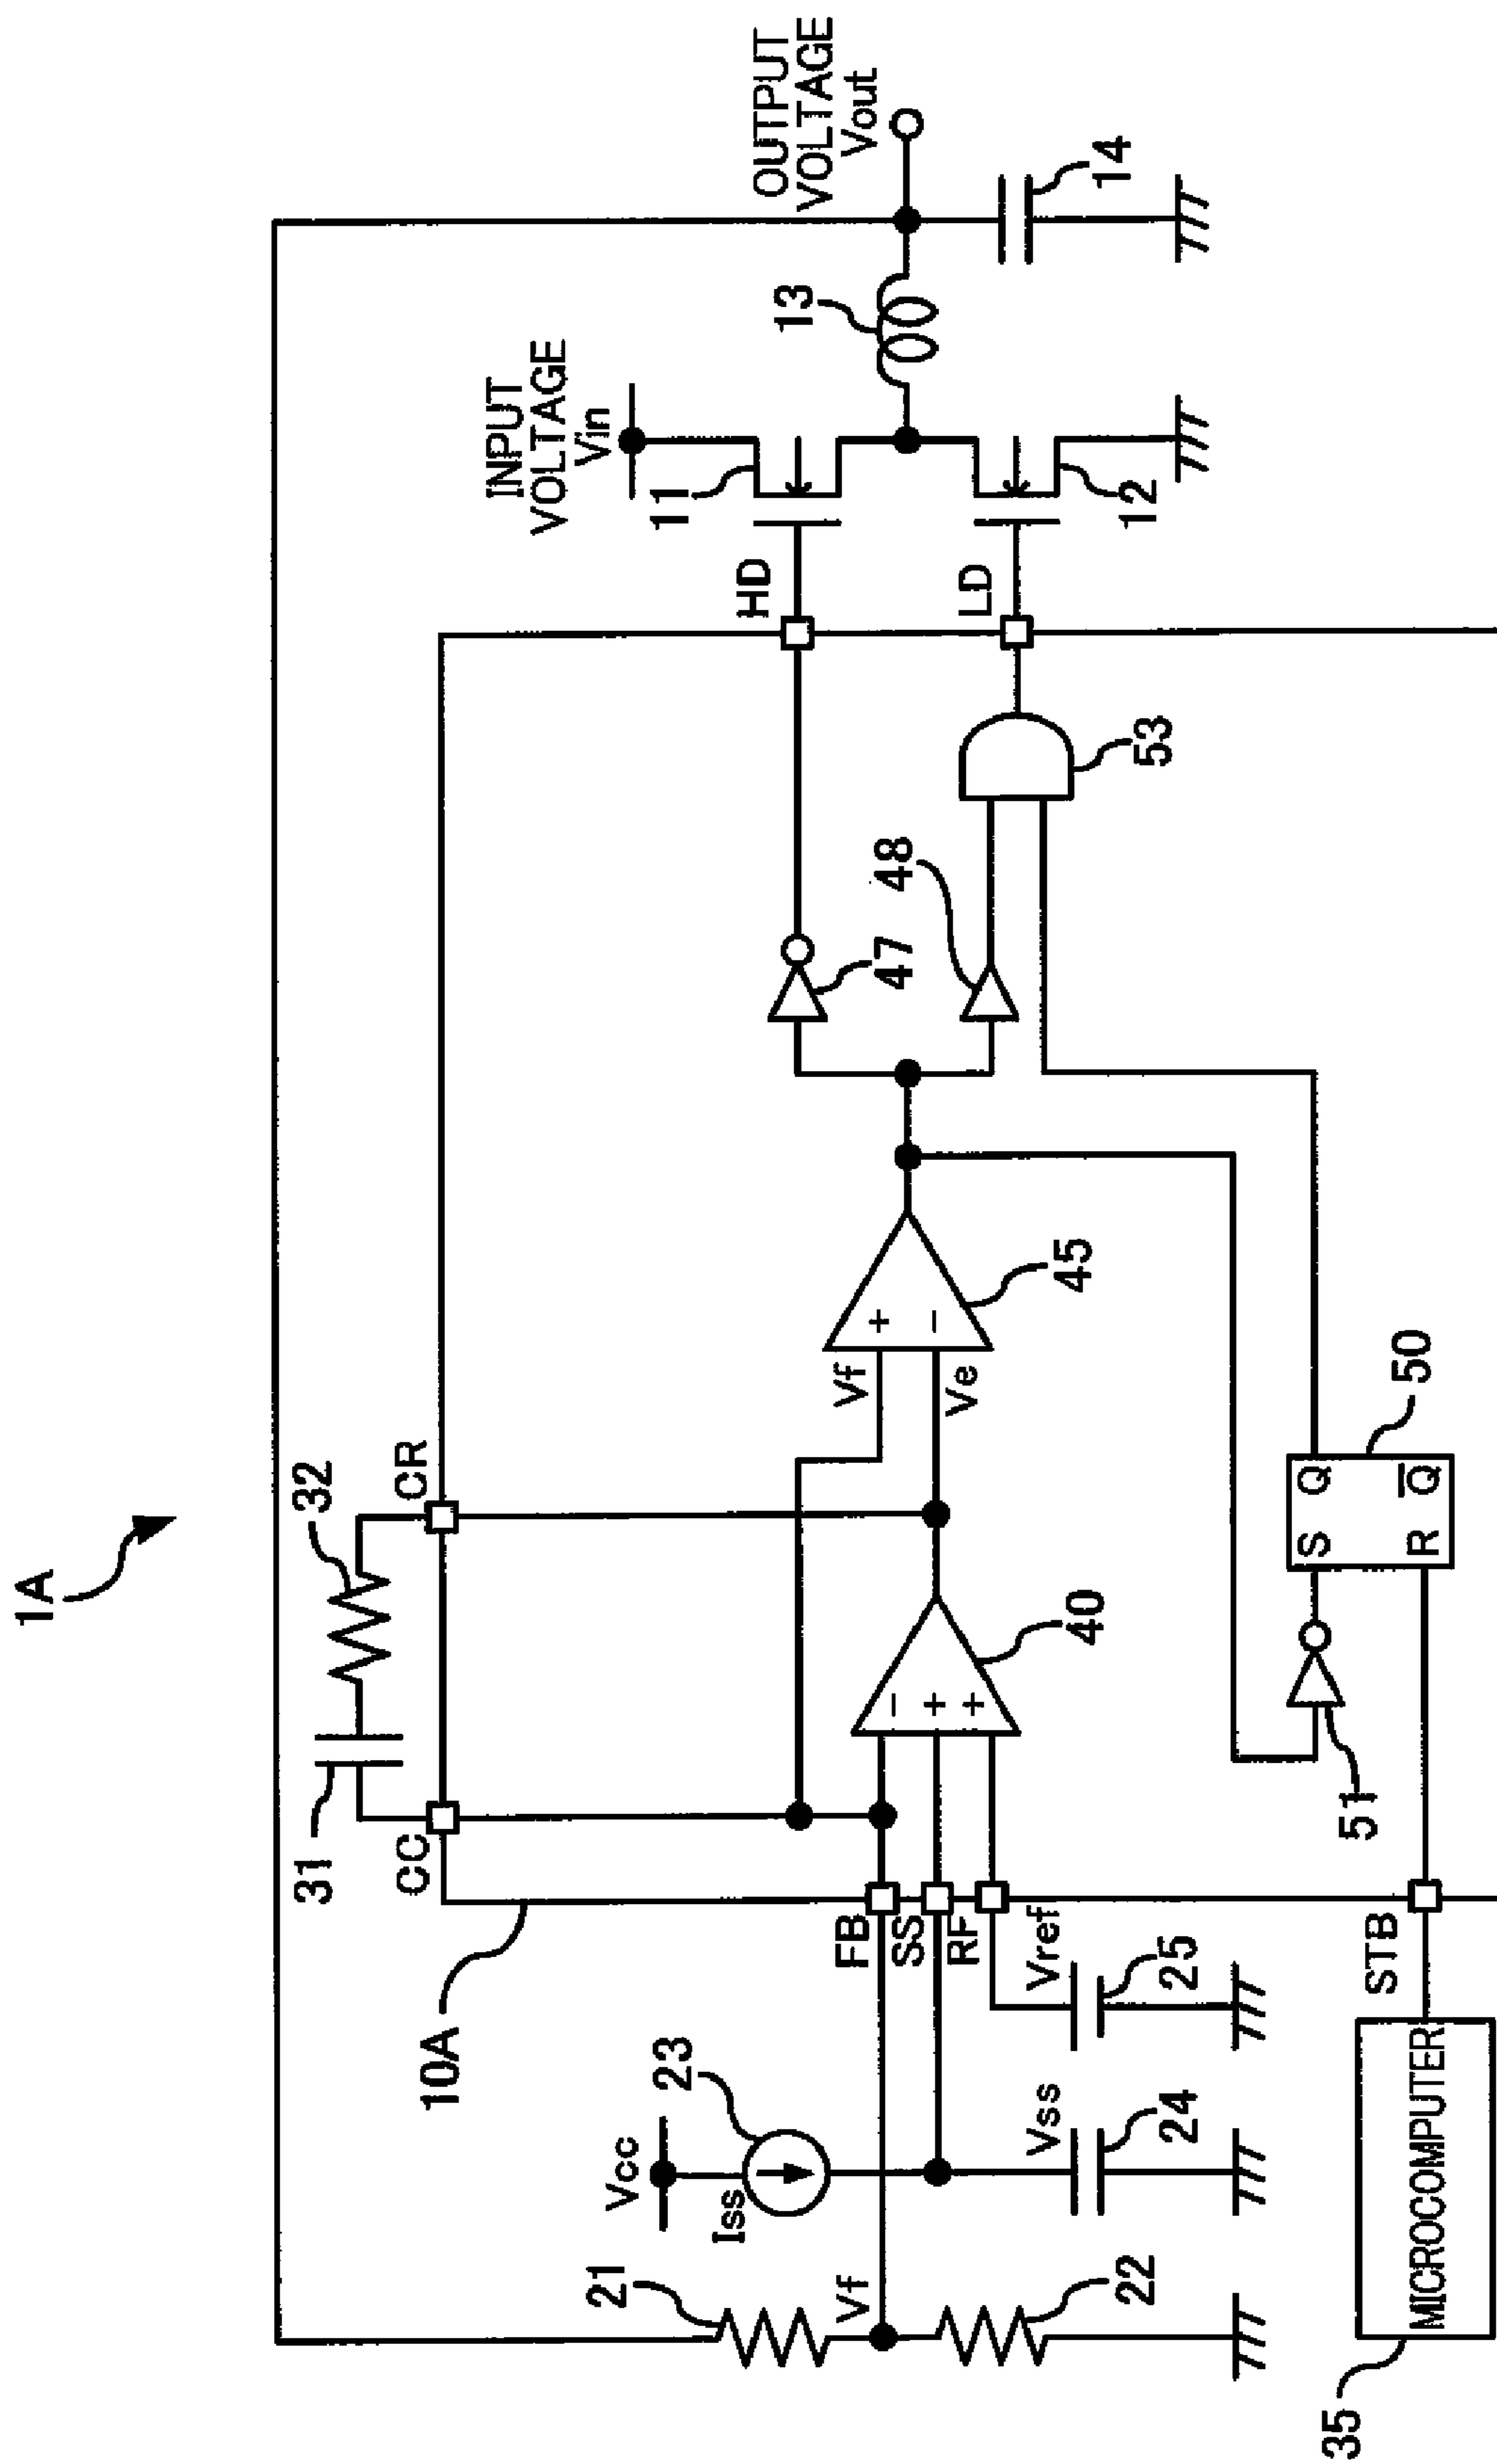 1A
31
32
CC
CR
10A
INPUT
VOLTAGE
Vin
OUTPUT
VOLTAGE
Vout
11
13
HD
Vcc
23
Iss
21
Vf
22
FB
SS
RF
Vss
24
Vref
25
-
+
+
40
Vf
Ve
+
-
45
47
48
53
LD
12
14
51
S
Q
R
Q̅
50
STB
35
MICROCOMPUTER